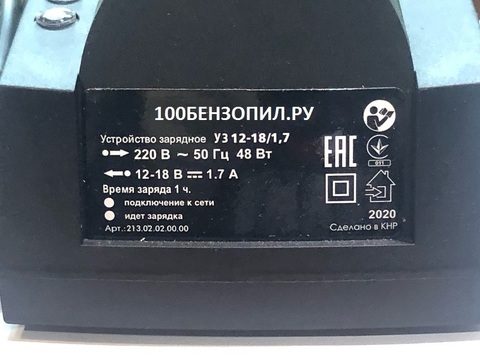 100БЕНЗОПИЛ.РУ
Устройство зарядное УЗ 12-18/1,7
220 В ~ 50 Гц 48 Вт
12-18 В 1.7 А
Время заряда 1 ч.
подключение к сети
идет зарядка
Арт.: 213.02.02.00.00
EAC
011
2020
Сделано в КНР